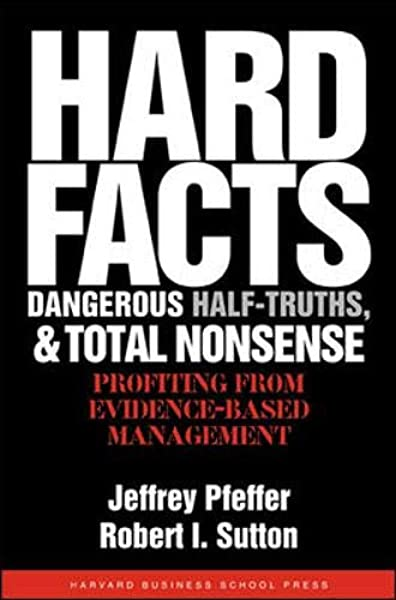 HARD
FACTS
DANGEROUS HALF-TRUTHS,
& TOTAL NONSENSE
PROFITING FROM
EVIDENCE-BASED
MANAGEMENT
Jeffrey Pfeffer
Robert I. Sutton
HARVARD BUSINESS SCHOOL PRESS